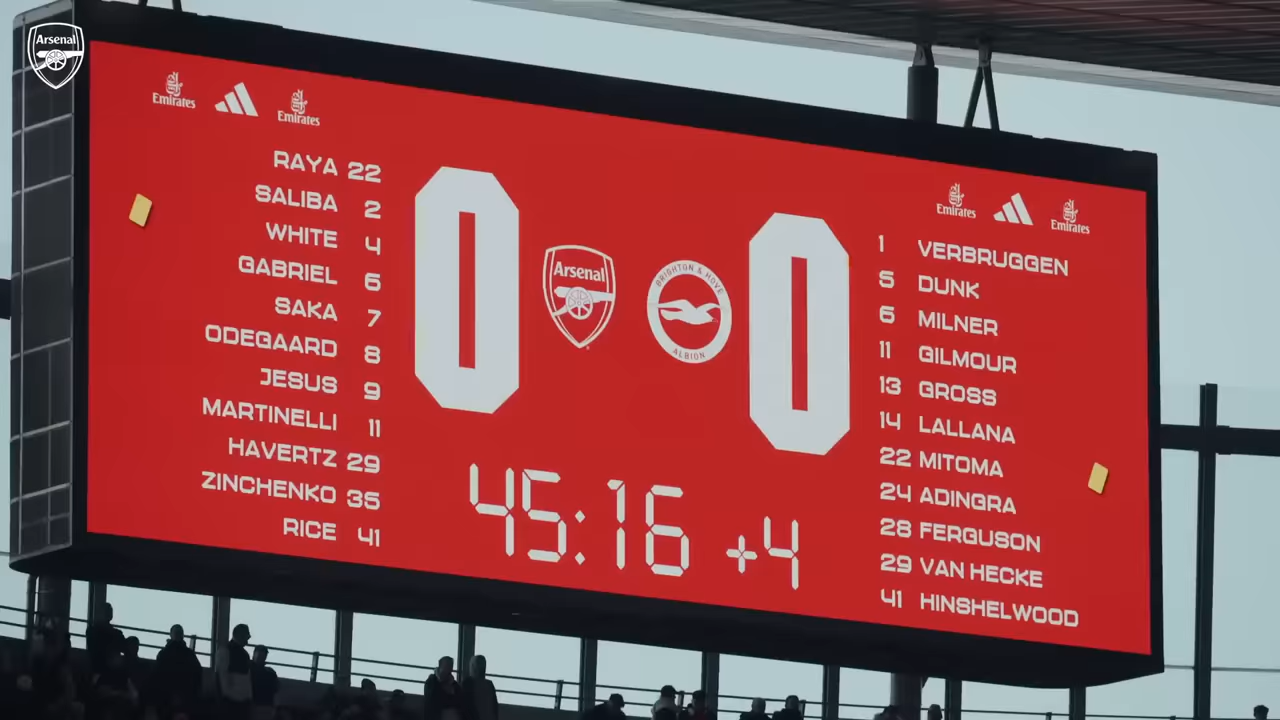 Arsenal
Emirates
Emirates
RAYA 22
SALIBA 2
WHITE 4
GABRIEL 6
SAKA 7
ODEGAARD 8
JESUS 9
MARTINELLI 11
HAVERTZ 29
ZINCHENKO 35
RICE 41
0
Arsenal
BRIGHTON & HOVE
ALBION
0
45:16 +4
Emirates
Emirates
1 VERBRUGGEN
5 DUNK
6 MILNER
11 GILMOUR
13 GROSS
14 LALLANA
22 MITOMA
24 ADINGRA
28 FERGUSON
29 VAN HECKE
41 HINSHELWOOD